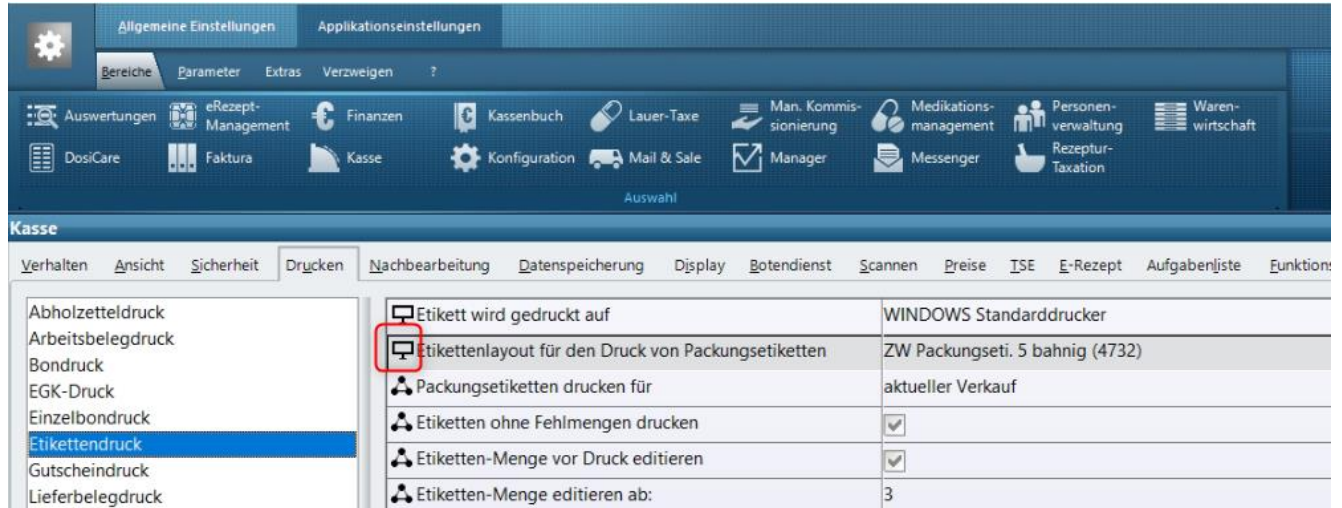 Allgemeine Einstellungen Applikationseinstellungen
Bereiche Parameter Extras Verzweigen ?
Auswertungen eRezept-Management Finanzen Kassenbuch Lauer-Taxe Man. Kommis-sionierung Medikations-management Personen-verwaltung Waren-wirtschaft
DosiCare Faktura Kasse Konfiguration Mail & Sale Manager Messenger Rezeptur-Taxation
Auswahl
Kasse
Verhalten Ansicht Sicherheit Drucken Nachbearbeitung Datenspeicherung Display Botendienst Scannen Preise TSE E-Rezept Aufgabenliste Funktions
Abholzetteldruck
Arbeitsbelegdruck
Bondruck
EGK-Druck
Einzelbondruck
Etikettendruck
Gutscheindruck
Lieferbelegdruck
Etikett wird gedruckt auf WINDOWS Standarddrucker
Etikettenlayout für den Druck von Packungsetiketten ZW Packungseti. 5 bahnig (4732)
Packungsetiketten drucken für aktueller Verkauf
Etiketten ohne Fehlmengen drucken
Etiketten-Menge vor Druck editieren
Etiketten-Menge editieren ab: 3